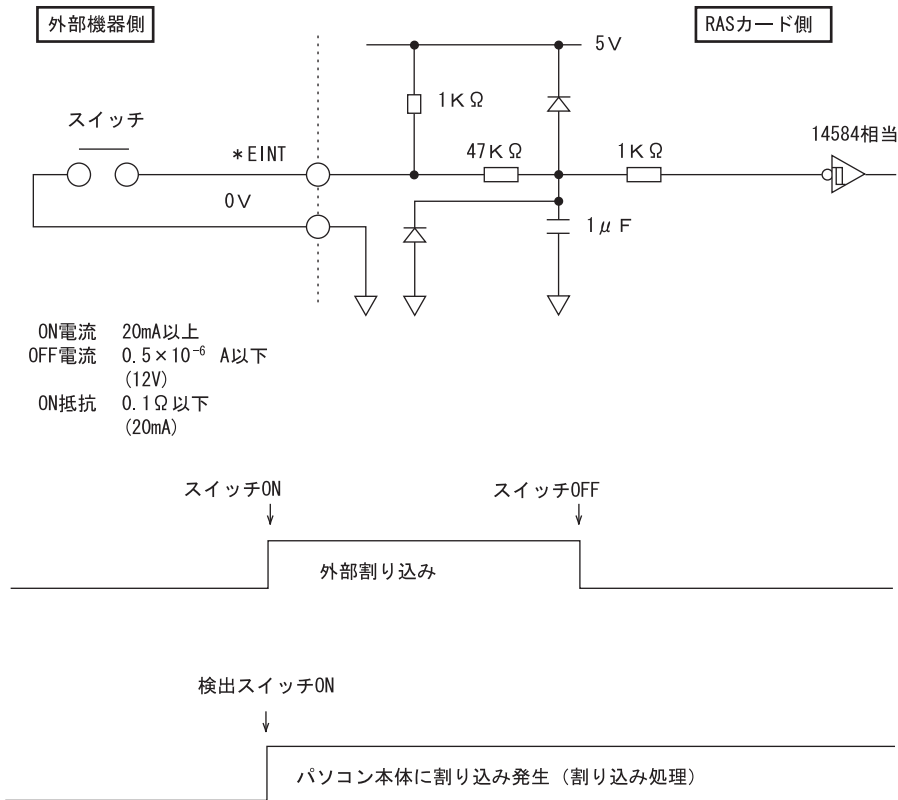 外部機器側
RASカード側
5V
1KΩ
スイッチ
14584相当
*EINT
47KΩ
1KΩ
0V
1μF
ON電流 20mA以上
OFF電流 0.5×10⁻⁶ A以下
(12V)
ON抵抗 0.1Ω以下
(20mA)
スイッチON
スイッチOFF
外部割り込み
検出スイッチON
パソコン本体に割り込み発生（割り込み処理）